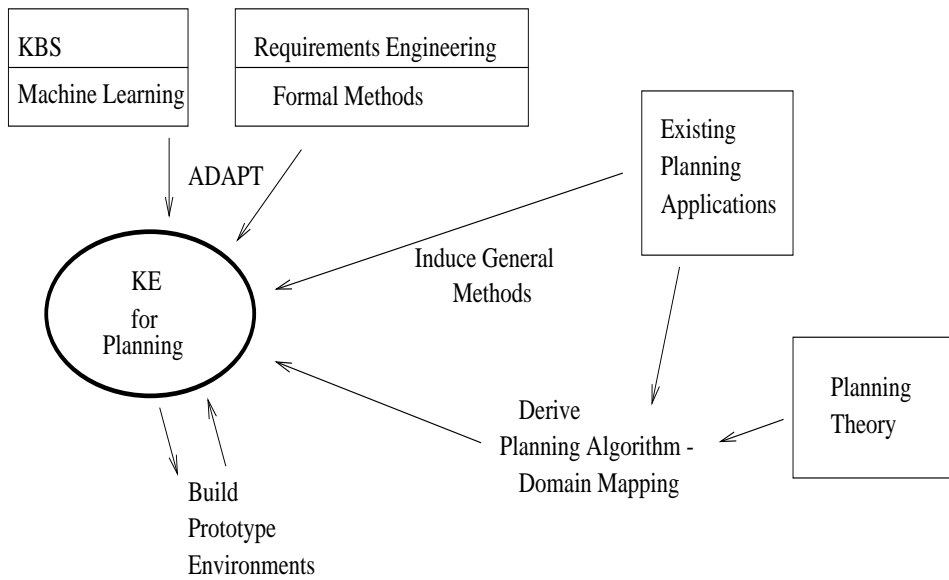 KBS
Machine Learning
Requirements Engineering
Formal Methods
Existing
Planning
Applications
ADAPT
Induce General
Methods
KE
for
Planning
Planning
Theory
Derive
Planning Algorithm -
Domain Mapping
Build
Prototype
Environments